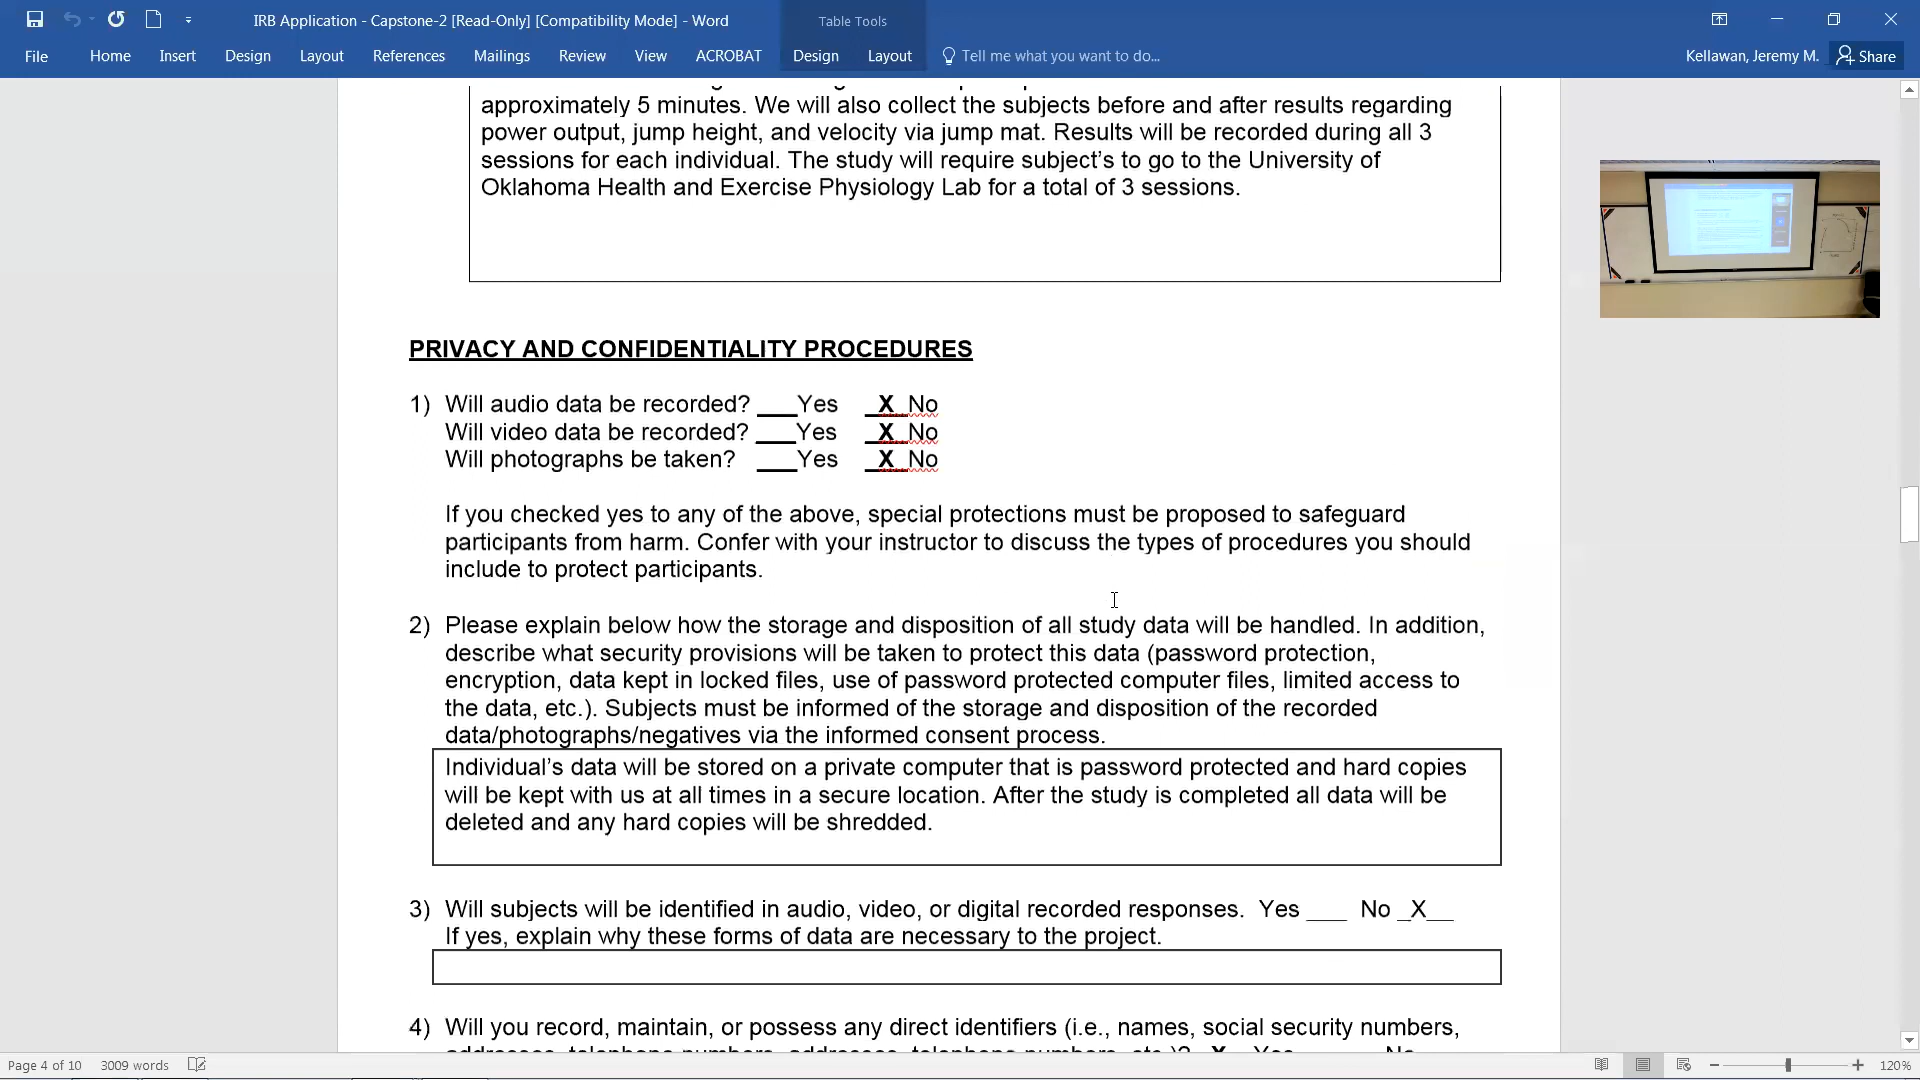 IRB Application - Capstone-2 [Read-Only] [Compatibility Mode] - Word
Table Tools
File Home Insert Design Layout References Mailings Review View ACROBAT Design Layout Tell me what you want to do... Kellawan, Jeremy M. Share
approximately 5 minutes. We will also collect the subjects before and after results regarding
power output, jump height, and velocity via jump mat. Results will be recorded during all 3
sessions for each individual. The study will require subject’s to go to the University of
Oklahoma Health and Exercise Physiology Lab for a total of 3 sessions.
PRIVACY AND CONFIDENTIALITY PROCEDURES
1) Will audio data be recorded? ___Yes _X_No
Will video data be recorded? ___Yes _X_No
Will photographs be taken? ___Yes _X_No
If you checked yes to any of the above, special protections must be proposed to safeguard
participants from harm. Confer with your instructor to discuss the types of procedures you should
include to protect participants.
2) Please explain below how the storage and disposition of all study data will be handled. In addition,
describe what security provisions will be taken to protect this data (password protection,
encryption, data kept in locked files, use of password protected computer files, limited access to
the data, etc.). Subjects must be informed of the storage and disposition of the recorded
data/photographs/negatives via the informed consent process.
Individual’s data will be stored on a private computer that is password protected and hard copies
will be kept with us at all times in a secure location. After the study is completed all data will be
deleted and any hard copies will be shredded.
3) Will subjects will be identified in audio, video, or digital recorded responses. Yes ___ No _X__
If yes, explain why these forms of data are necessary to the project.
4) Will you record, maintain, or possess any direct identifiers (i.e., names, social security numbers,
addresses, telephone numbers, addresses, telephone numbers, etc.)? X Yes No
Page 4 of 10 3009 words 120%